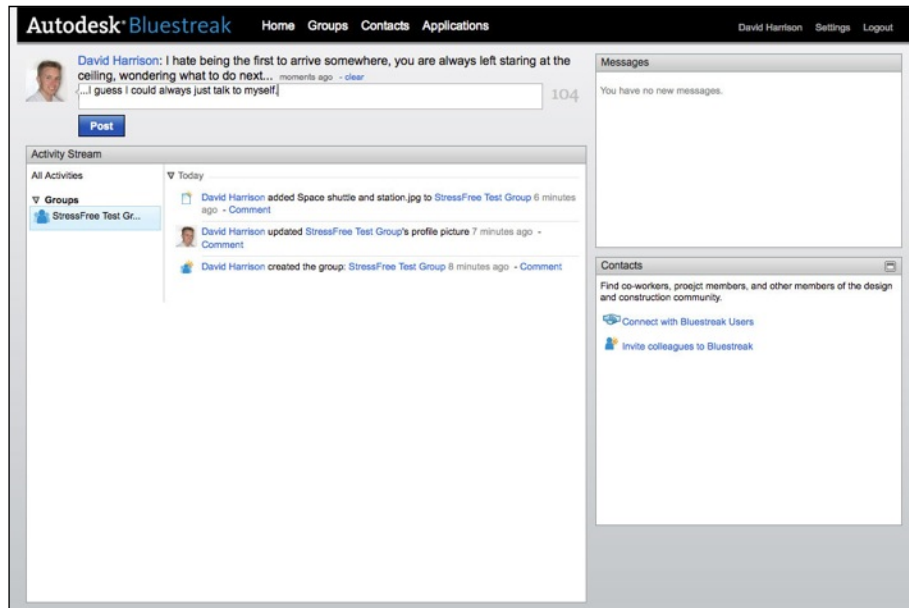 Autodesk® Bluestreak Home Groups Contacts Applications David Harrison Settings Logout
David Harrison: I hate being the first to arrive somewhere, you are always left staring at the
ceiling, wondering what to do next... moments ago - clear
...I guess I could always just talk to myself.
104
Post
Activity Stream
All Activities
Groups
StressFree Test Gr...
Today
David Harrison added Space shuttle and station.jpg to StressFree Test Group 6 minutes
ago - Comment
David Harrison updated StressFree Test Group's profile picture 7 minutes ago -
Comment
David Harrison created the group: StressFree Test Group 8 minutes ago - Comment
Messages
You have no new messages.
Contacts
Find co-workers, proejct members, and other members of the design
and construction community.
Connect with Bluestreak Users
Invite colleagues to Bluestreak